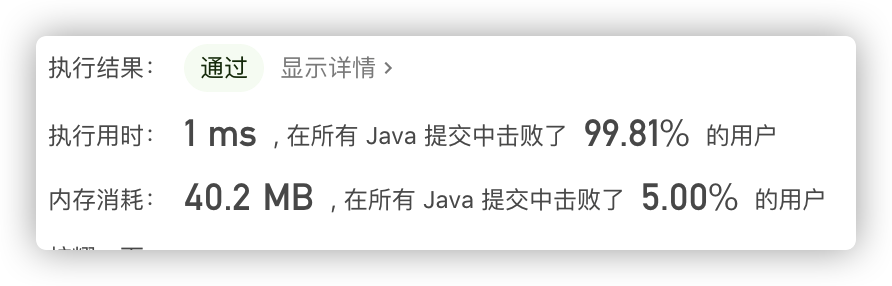 执行结果： 通过 显示详情 >
执行用时： 1 ms , 在所有 Java 提交中击败了 99.81% 的用户
内存消耗： 40.2 MB , 在所有 Java 提交中击败了 5.00% 的用户